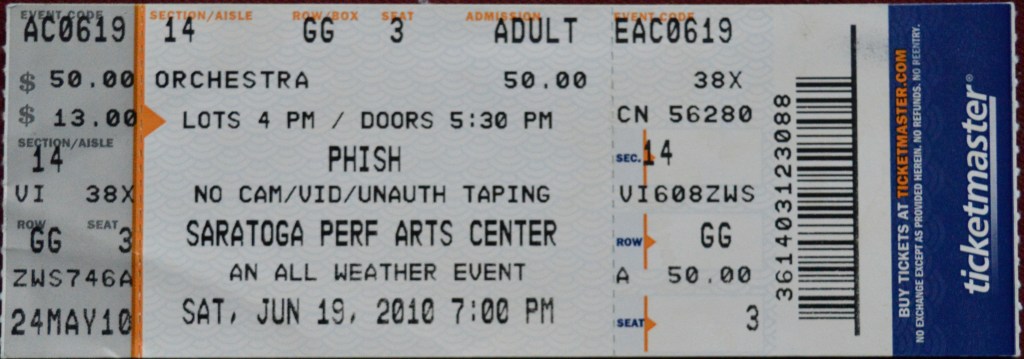 EVENT CODE
AC0619
$ 50.00
$ 13.00
SECTION/AISLE
14
VI 38X
ROW SEAT
GG 3
ZWS746A
24MAY10
SECTION/AISLE ROW/BOX SEAT ADMISSION
14 GG 3 ADULT
ORCHESTRA 50.00
LOTS 4 PM / DOORS 5:30 PM
PHISH
NO CAM/VID/UNAUTH TAPING
SARATOGA PERF ARTS CENTER
AN ALL WEATHER EVENT
SAT, JUN 19, 2010 7:00 PM
EVENT CODE
EAC0619
38X
CN 56280
SEC. 14
VI608ZWS
ROW GG
A 50.00
SEAT 3
361403123088
BUY TICKETS AT TICKETMASTER.COM
NO EXCHANGE EXCEPT AS PROVIDED HEREIN. NO REFUNDS. NO REENTRY.
ticketmaster®